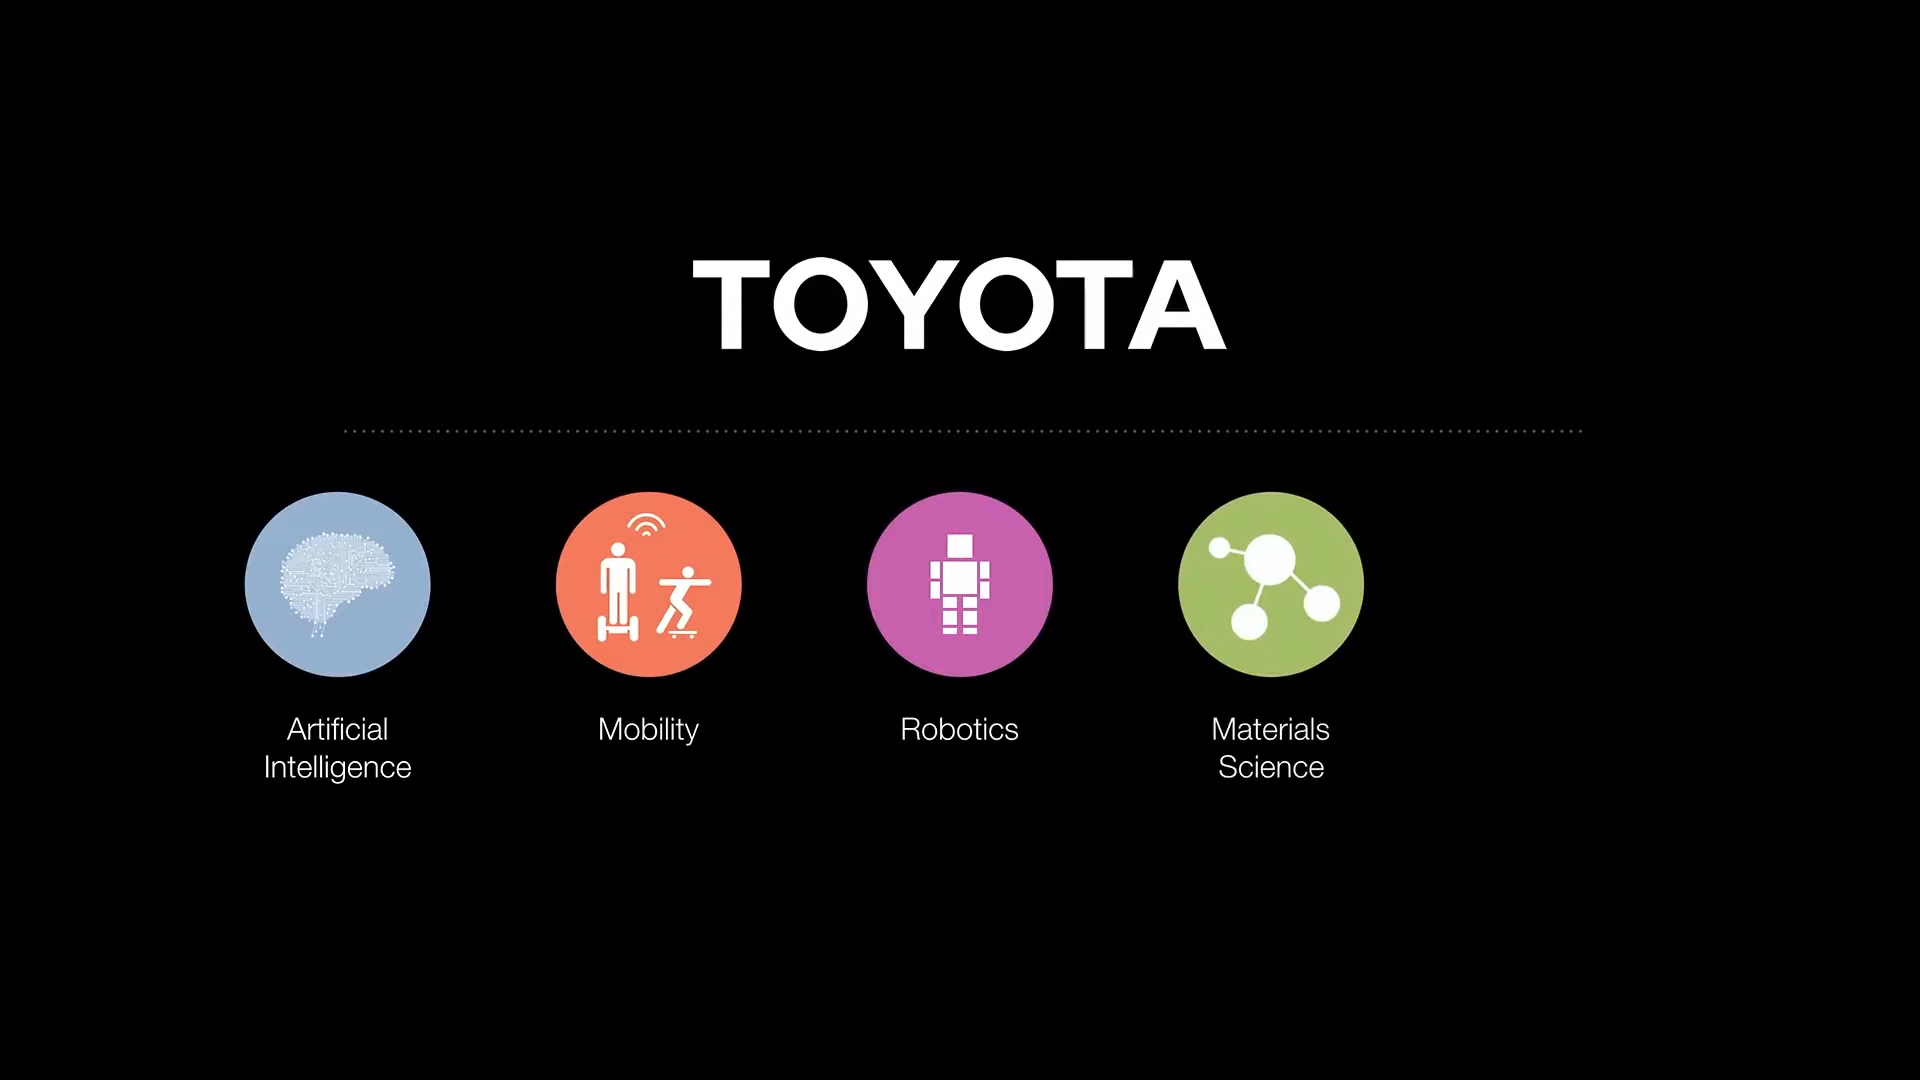 TOYOTA
Artificial
Intelligence
Mobility
Robotics
Materials
Science